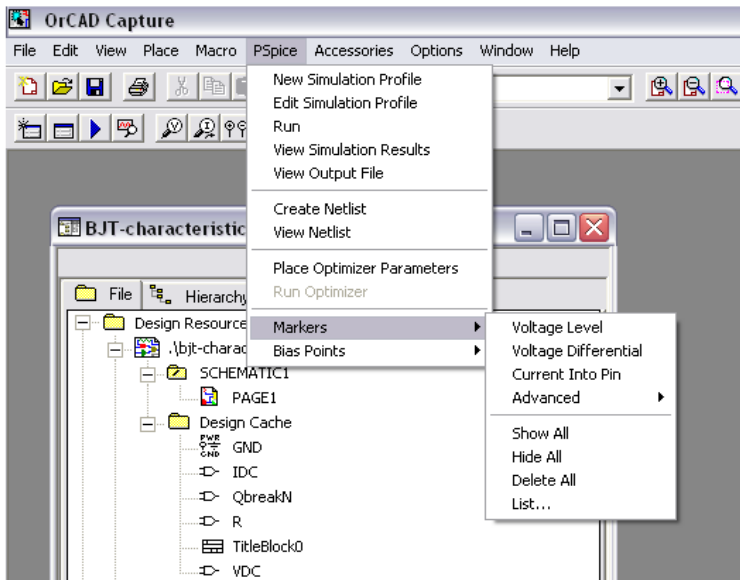 OrCAD Capture
File Edit View Place Macro PSpice Accessories Options Window Help
New Simulation Profile
Edit Simulation Profile
Run
View Simulation Results
View Output File
Create Netlist
View Netlist
Place Optimizer Parameters
Run Optimizer
Markers
Bias Points
Voltage Level
Voltage Differential
Current Into Pin
Advanced
Show All
Hide All
Delete All
List...
BJT-characteristic
File Hierarchy
Design Resource
.\bjt-charac
SCHEMATIC1
PAGE1
Design Cache
PWR
GND
GND
IDC
QbreakN
R
TitleBlock0
VDC